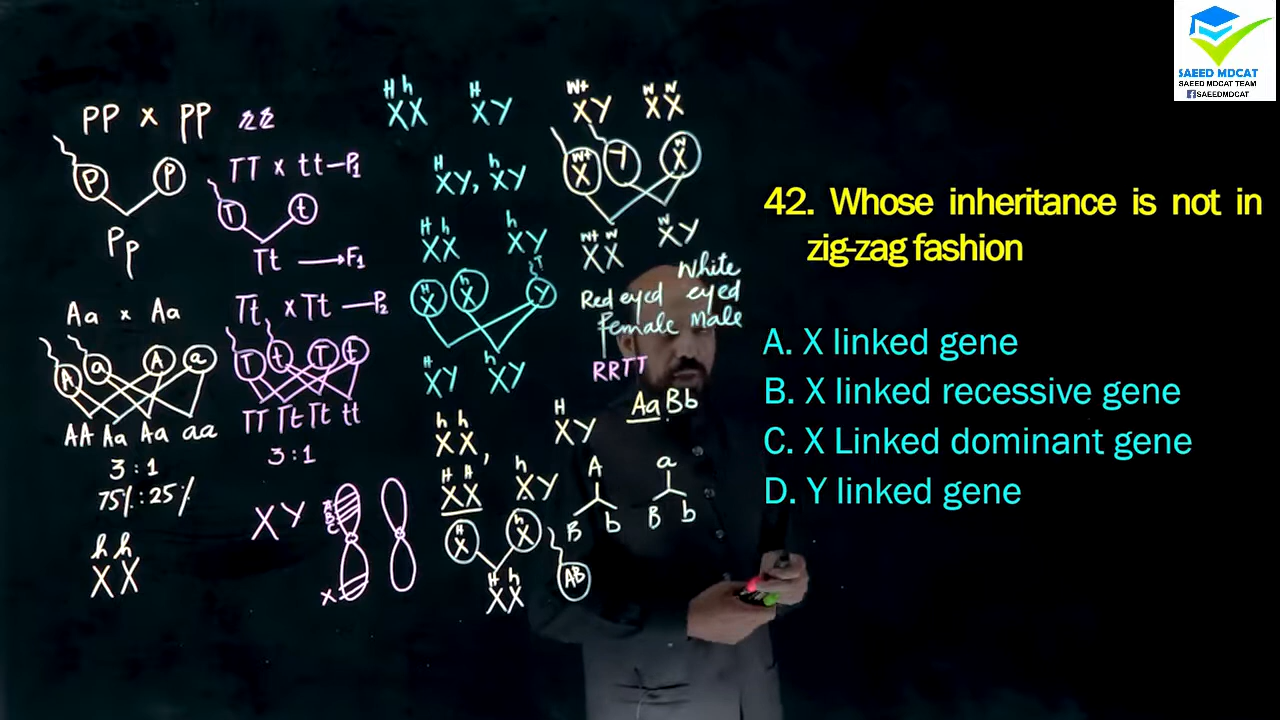 SAEED MDCAT
SAEED MDCAT TEAM
SAEEDMDCAT
PP x PP
P P
Pp
TT x tt — P1
T t
Tt → F1
Aa x Aa
A a A a
AA Aa Aa aa
3 : 1
75% : 25%
Tt x Tt — P2
T t T t
TT Tt Tt tt
3 : 1
h h
XX
XY
A
B
C
X
H h H
XX XY
H h
XY, XY
H h h
XX XY
H h
X X Y
H h
XY XY
h h H
XX, XY
H H h
XX XY
H h
X X
H h
XX
W+ w w
XY XX
W+ w
X Y X
W+ w w
XX XY
Red eyed White eyed
Female Male
RRTT
AaBb
A a
B b B b
AB
42. Whose inheritance is not in
zig-zag fashion
A. X linked gene
B. X linked recessive gene
C. X Linked dominant gene
D. Y linked gene